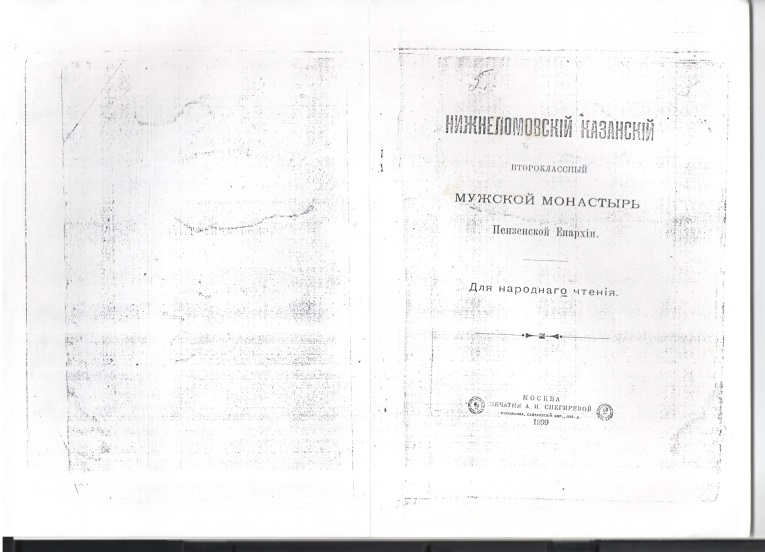 НИЖНЕЛОМОВСКІЙ КАЗАНСКІЙ
ВТОРОКЛАССНЫЙ
МУЖСКОЙ МОНАСТЫРЬ
Пензенской Епархіи.
Для народнаго чтенія.
МОСКВА
ПЕЧАТНЯ А. И. СНЕГИРЕВОЙ
1899